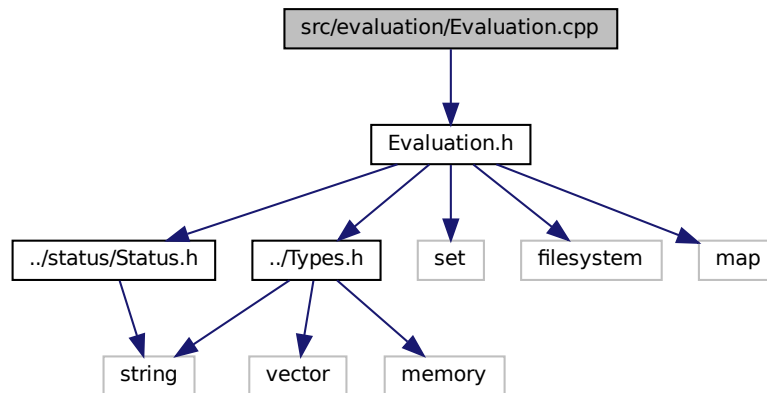 src/evaluation/Evaluation.cpp
Evaluation.h
../status/Status.h
../Types.h
set
filesystem
map
string
vector
memory